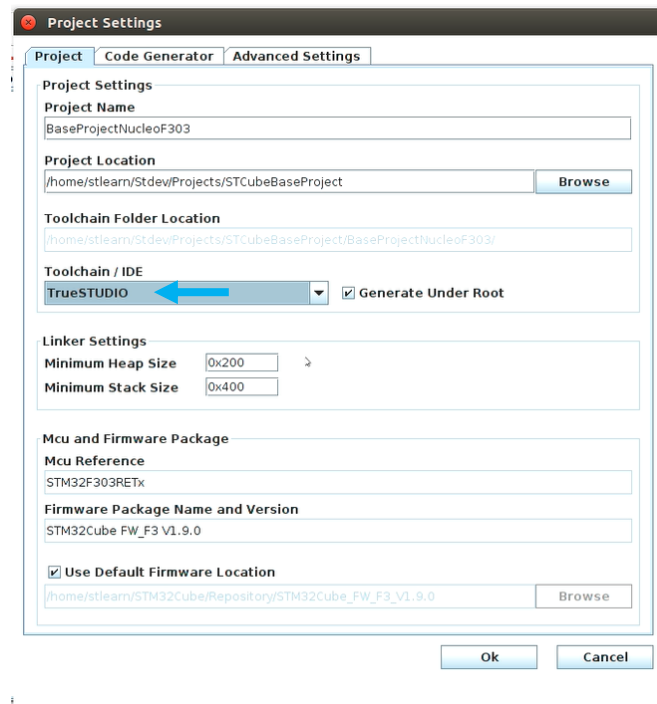 Project Settings
Project Code Generator Advanced Settings
Project Settings
Project Name
BaseProjectNucleoF303
Project Location
/home/stlearn/Stdev/Projects/STCubeBaseProject Browse
Toolchain Folder Location
/home/stlearn/Stdev/Projects/STCubeBaseProject/BaseProjectNucleoF303/
Toolchain / IDE
TrueSTUDIO Generate Under Root
Linker Settings
Minimum Heap Size 0x200
Minimum Stack Size 0x400
Mcu and Firmware Package
Mcu Reference
STM32F303RETx
Firmware Package Name and Version
STM32Cube FW_F3 V1.9.0
Use Default Firmware Location
/home/stlearn/STM32Cube/Repository/STM32Cube_FW_F3_V1.9.0 Browse
Ok Cancel